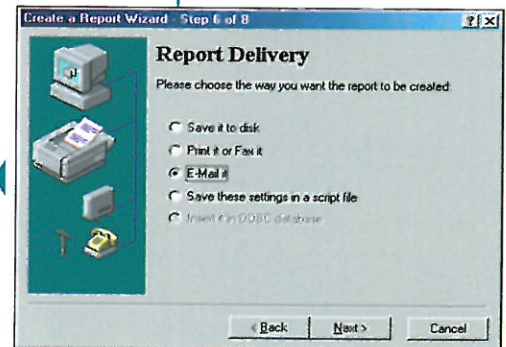 Create a Report Wizard - Step 6 of 8
Report Delivery
Please choose the way you want the report to be created:
Save it to disk
Print it or Fax it
E-Mail it
Save these settings in a script file
Insert it in ODBC database
< Back
Next >
Cancel